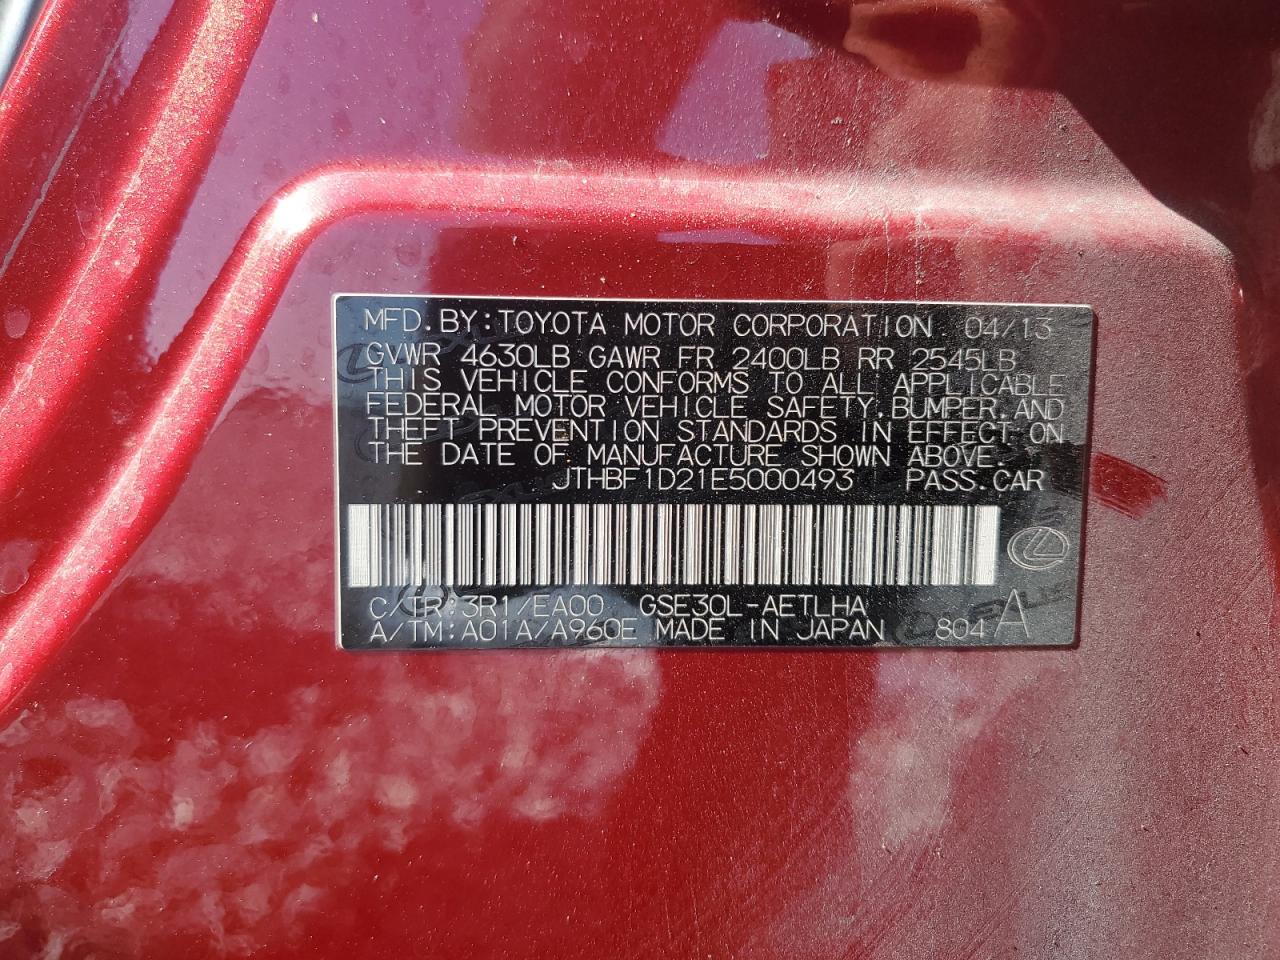 MFD.BY:TOYOTA MOTOR CORPORATION 04/13
GVWR 4630LB GAWR FR 2400LB RR 2545LB
THIS VEHICLE CONFORMS TO ALL APPLICABLE
FEDERAL MOTOR VEHICLE SAFETY,BUMPER,AND
THEFT PREVENTION STANDARDS IN EFFECT ON
THE DATE OF MANUFACTURE SHOWN ABOVE.
JTHBF1D21E5000493 PASS.CAR
C/TR:3R1/EA00 GSE30L-AETLHA
A/TM:A01A/A960E MADE IN JAPAN 804 A